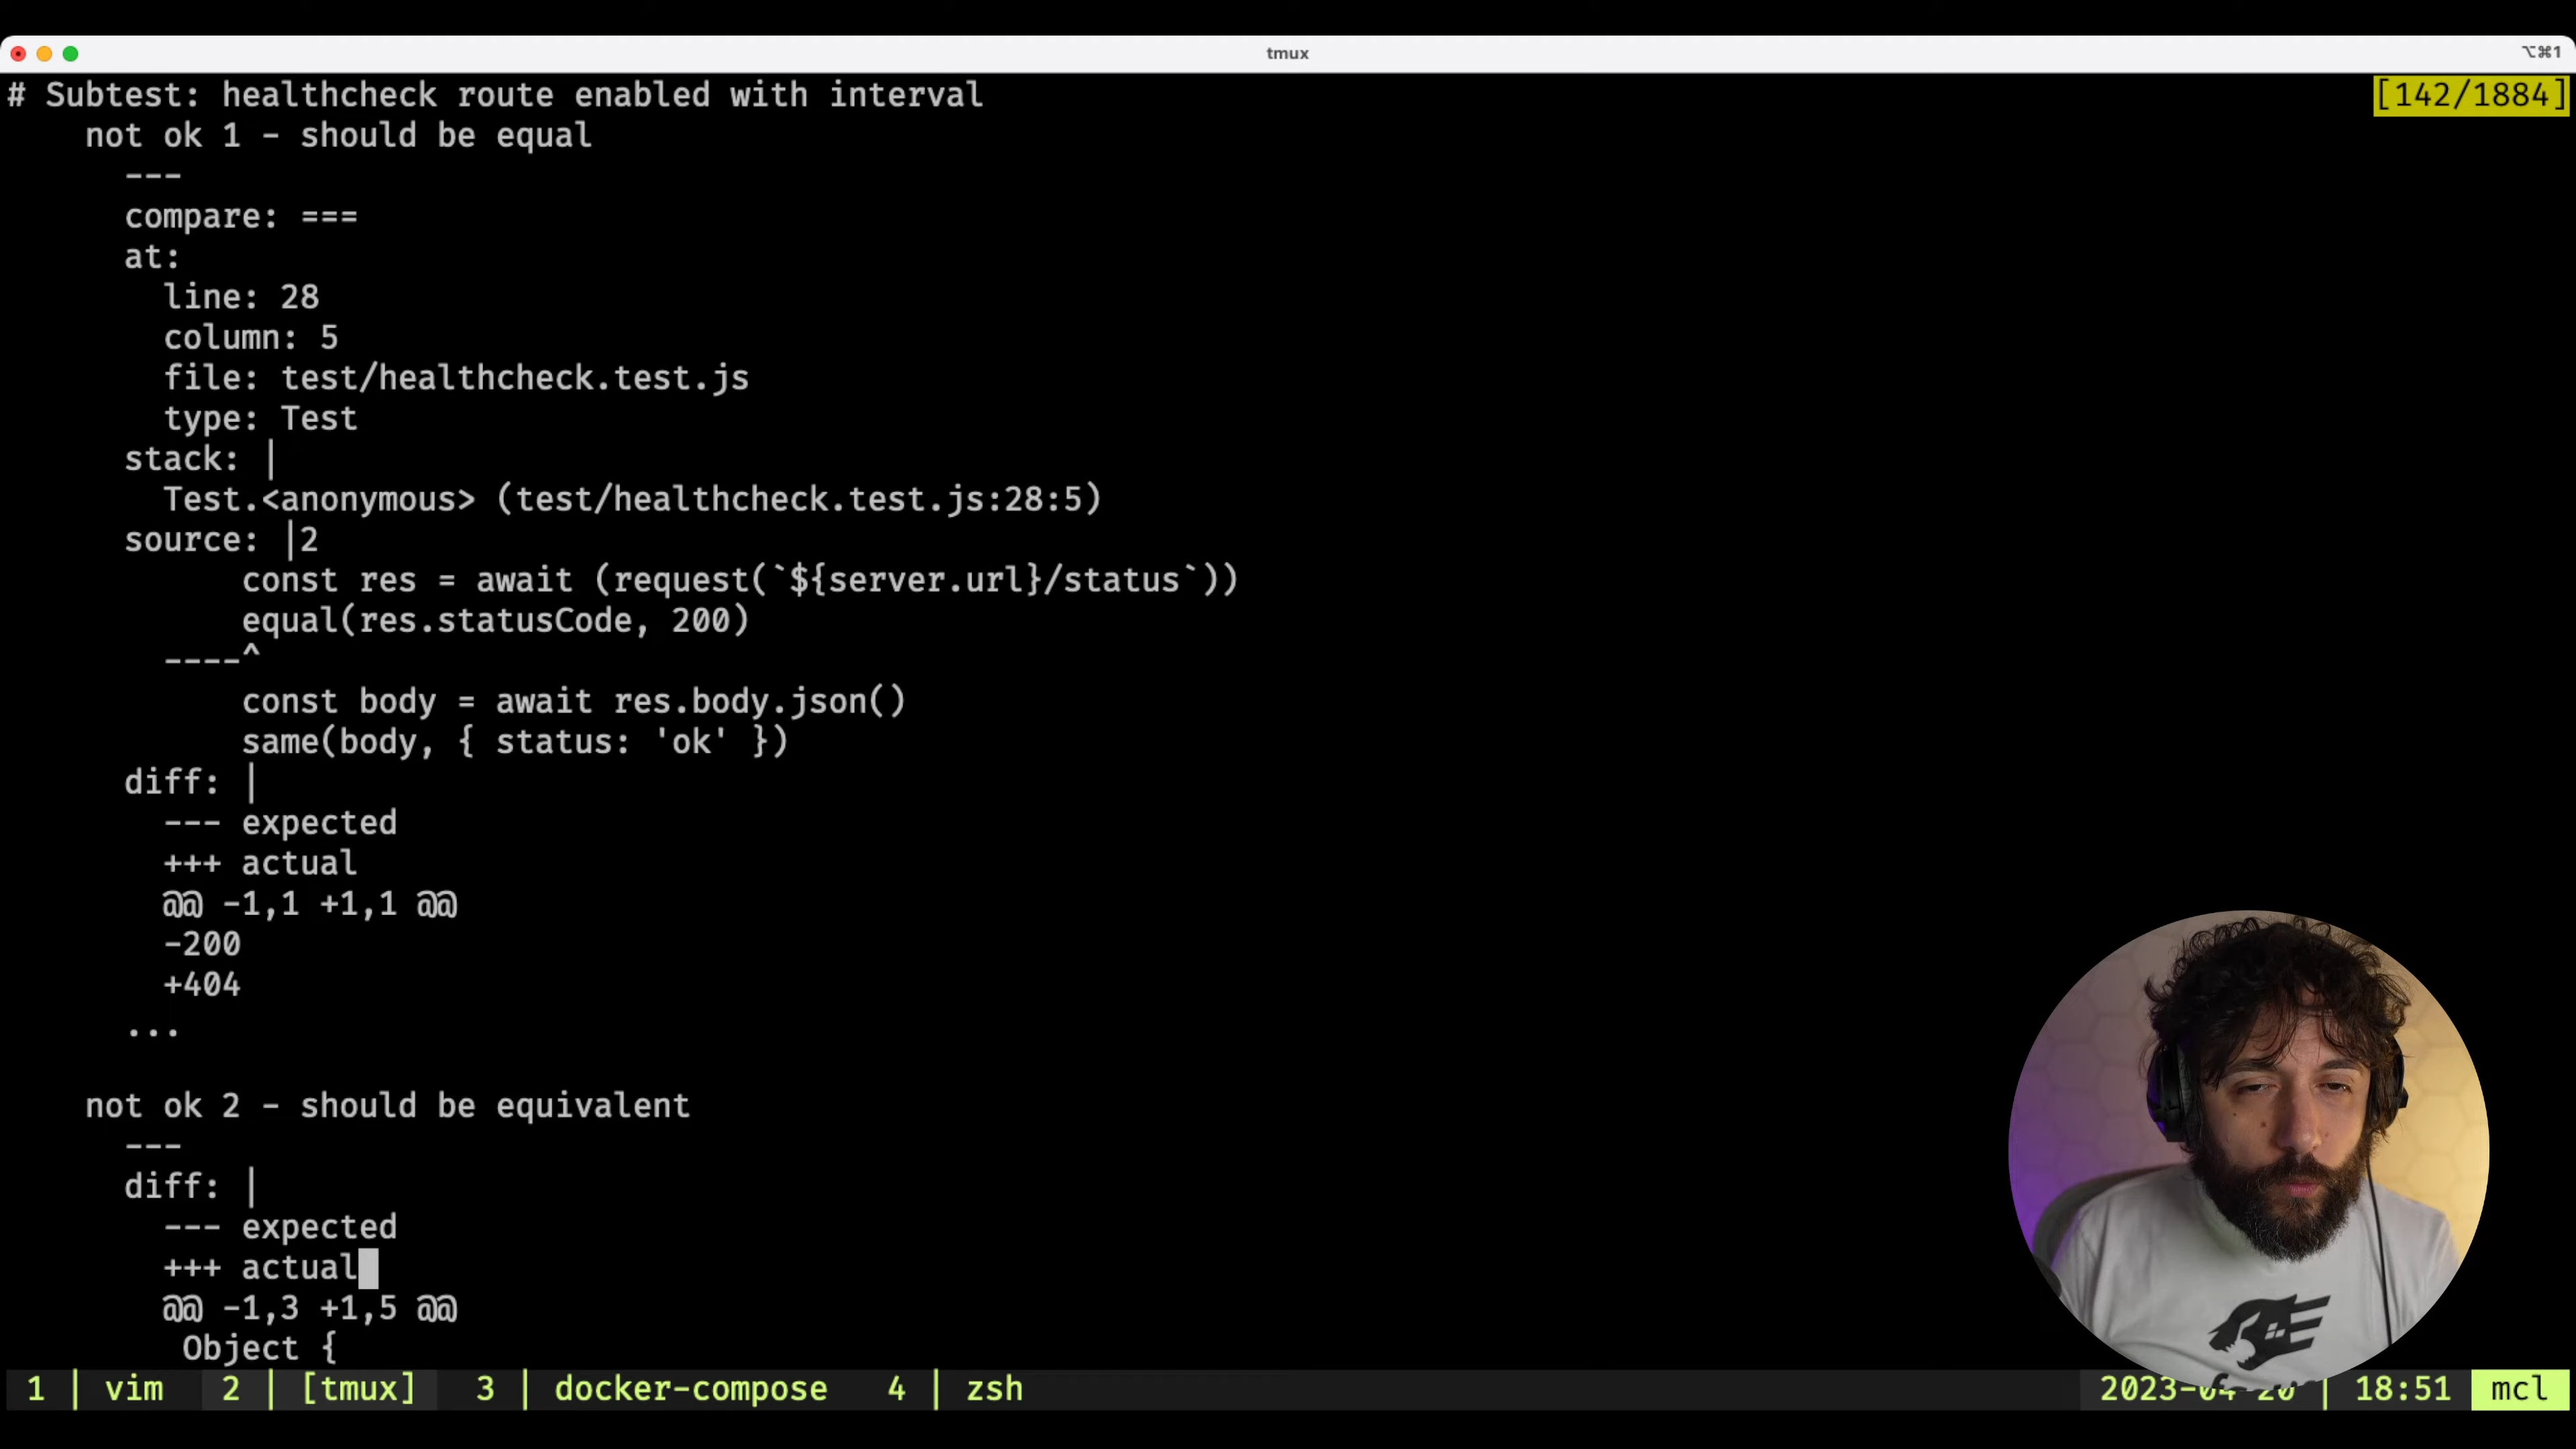 tmux
⌥⌘1
# Subtest: healthcheck route enabled with interval
[142/1884]
not ok 1 - should be equal
---
compare: ===
at:
line: 28
column: 5
file: test/healthcheck.test.js
type: Test
stack: |
Test.<anonymous> (test/healthcheck.test.js:28:5)
source: |2
const res = await (request(`${server.url}/status`))
equal(res.statusCode, 200)
----^
const body = await res.body.json()
same(body, { status: 'ok' })
diff: |
--- expected
+++ actual
@@ -1,1 +1,1 @@
-200
+404
...
not ok 2 - should be equivalent
---
diff: |
--- expected
+++ actual
@@ -1,3 +1,5 @@
Object {
1 | vim 2 | [tmux] 3 | docker-compose 4 | zsh 2023-04-20 | 18:51 mcl